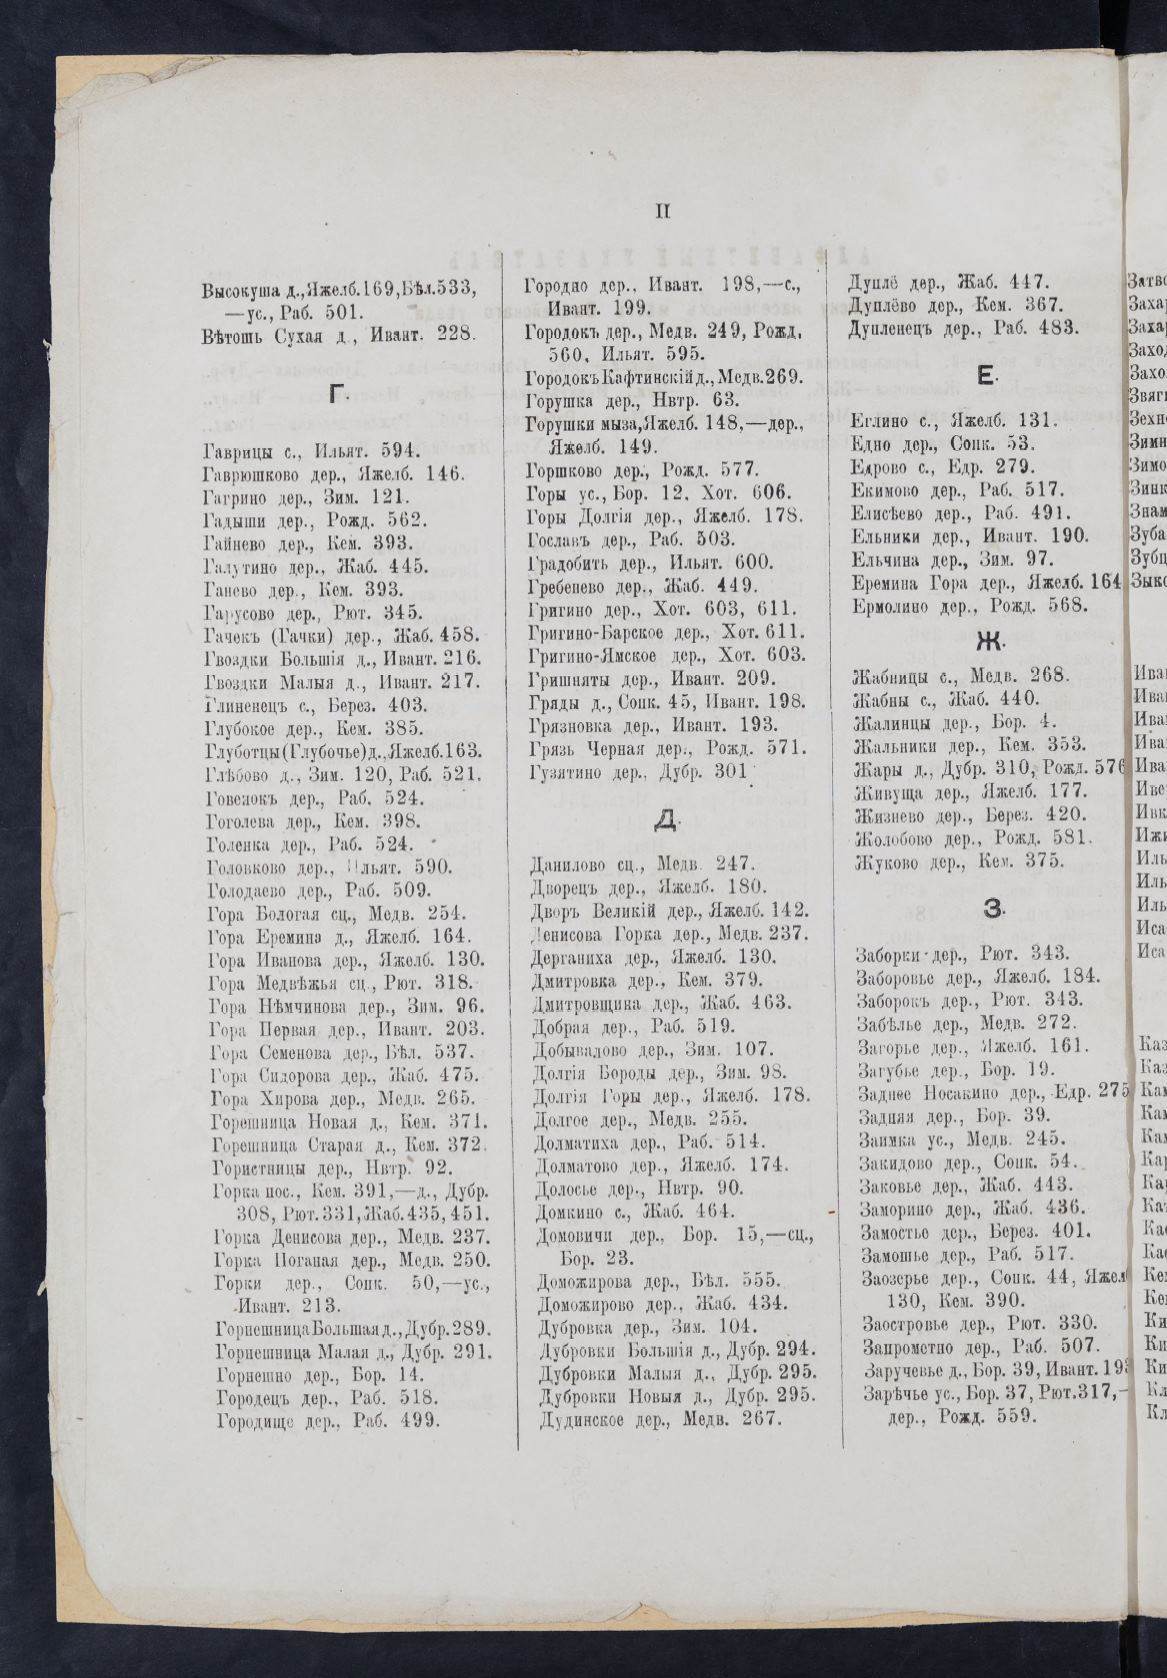 II
Высокуша д., Яжелб. 169, Бѣл. 533,
—ус., Раб. 501.
Вѣтошь Сухая д., Ивант. 228.
Г.
Гаврицы с., Ильят. 594.
Гаврюшково дер., Яжелб. 146.
Гагрино дер., Зим. 121.
Гадыши дер., Рожд. 562.
Гайнево дер., Кем. 393.
Галутино дер., Жаб. 445.
Ганево дер., Кем. 393.
Гарусово дер., Рют. 345.
Гачекъ (Гачки) дер., Жаб. 458.
Гвоздки Большія д., Ивант. 216.
Гвоздки Малыя д., Ивант. 217.
Глиненецъ с., Берез. 403.
Глубокое дер., Кем. 385.
Глуботцы (Глубочье) д., Яжелб. 163.
Глѣбово д., Зим. 120, Раб. 521.
Говенокъ дер., Раб. 524.
Гоголева дер., Кем. 398.
Голенка дер., Раб. 524.
Головково дер., Ильят. 590.
Голодаево дер., Раб. 509.
Гора Бологая сц., Медв. 254.
Гора Еремина д., Яжелб. 164.
Гора Иванова дер., Яжелб. 130.
Гора Медвѣжья сц., Рют. 318.
Гора Нѣмчинова дер., Зим. 96.
Гора Первая дер., Ивант. 203.
Гора Семенова дер., Бѣл. 537.
Гора Сидорова дер., Жаб. 475.
Гора Хирова дер., Медв. 265.
Горешница Новая д., Кем. 371.
Горешница Старая д., Кем. 372.
Гористницы дер., Нвтр. 92.
Горка пос., Кем. 391,—д., Дубр.
308, Рют. 331, Жаб. 435, 451.
Горка Денисова дер., Медв. 237.
Горка Поганая дер., Медв. 250.
Горки дер., Сопк. 50,—ус.,
Ивант. 213.
Горнешница Большая д., Дубр. 289.
Горнешница Малая д., Дубр. 291.
Горнешно дер., Бор. 14.
Городецъ дер., Раб. 518.
Городище дер., Раб. 499.
Городно дер., Ивант. 198,—с.,
Ивант. 199.
Городокъ дер., Медв. 249, Рожд.
560, Ильят. 595.
Городокъ Кафтинскій д., Медв. 269.
Горушка дер., Нвтр. 63.
Горушки мыза, Яжелб. 148,—дер.,
Яжелб. 149.
Горшково дер., Рожд. 577.
Горы ус., Бор. 12, Хот. 606.
Горы Долгія дер., Яжелб. 178.
Гославъ дер., Раб. 503.
Градобить дер., Ильят. 600.
Гребенево дер., Жаб. 449.
Григино дер., Хот. 603, 611.
Григино-Барское дер., Хот. 611.
Григино-Ямское дер., Хот. 603.
Гришняты дер., Ивант. 209.
Гряды д., Сопк. 45, Ивант. 198.
Грязновка дер., Ивант. 193.
Грязь Черная дер., Рожд. 571.
Гузятино дер., Дубр. 301
Д.
Данилово сц., Медв. 247.
Дворецъ дер., Яжелб. 180.
Дворъ Великій дер., Яжелб. 142.
Денисова Горка дер., Медв. 237.
Дерганиха дер., Яжелб. 130.
Дмитровка дер., Кем. 379.
Дмитровщина дер., Жаб. 463.
Добрая дер., Раб. 519.
Добывалово дер., Зим. 107.
Долгія Бороды дер., Зим. 98.
Долгія Горы дер., Яжелб. 178.
Долгое дер., Медв. 255.
Долматиха дер., Раб. 514.
Долматово дер., Яжелб. 174.
Долосье дер., Нвтр. 90.
Домкино с., Жаб. 464.
Домовичи дер., Бор. 15,—сц.,
Бор. 23.
Доможирова дер., Бѣл. 555.
Доможирово дер., Жаб. 434.
Дубровка дер., Зим. 104.
Дубровки Большія д., Дубр. 294.
Дубровки Малыя д., Дубр. 295.
Дубровки Новыя д., Дубр. 295.
Дудинское дер., Медв. 267.
Дуплё дер., Жаб. 447.
Дуплёво дер., Кем. 367.
Дупленецъ дер., Раб. 483.
Е.
Еглино с., Яжелб. 131.
Едно дер., Сопк. 53.
Едрово с., Едр. 279.
Екимово дер., Раб. 517.
Елисѣево дер., Раб. 491.
Ельники дер., Ивант. 190.
Ельчина дер., Зим. 97.
Еремина Гора дер., Яжелб. 164
Ермолино дер., Рожд. 568.
Ж.
Жабницы с., Медв. 268.
Жабны с., Жаб. 440.
Жалинцы дер., Бор. 4.
Жальники дер., Кем. 353.
Жары д., Дубр. 310, Рожд. 576
Живуща дер., Яжелб. 177.
Жизнево дер., Берез. 420.
Жолобово дер., Рожд. 581.
Жуково дер., Кем. 375.
З.
Заборки дер., Рют. 343.
Заборовье дер., Яжелб. 184.
Заборокъ дер., Рют. 343.
Забѣлье дер., Медв. 272.
Загорье дер., Яжелб. 161.
Загубье дер., Бор. 19.
Заднее Носакино дер., Едр. 275
Задняя дер., Бор. 39.
Заимка ус., Медв. 245.
Закидово дер., Сопк. 54.
Заковье дер., Жаб. 443.
Заморино дер., Жаб. 436.
Замостье дер., Берез. 401.
Замошье дер., Раб. 517.
Заозерье дер., Сопк. 44, Яжел
130, Кем. 390.
Заостровье дер., Рют. 330.
Запрометно дер., Раб. 507.
Заручевье д., Бор. 39, Ивант. 19
Зарѣчье ус., Бор. 37, Рют. 317,—
дер., Рожд. 559.